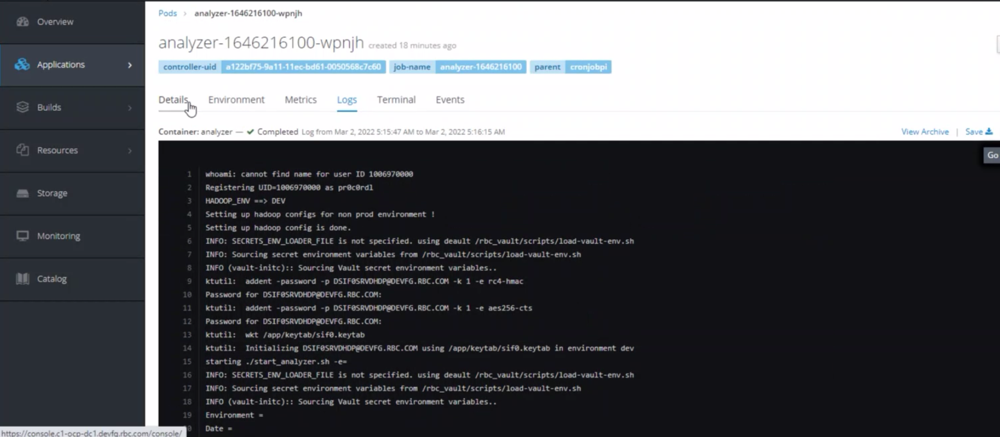 Overview
Applications
Builds
Resources
Storage
Monitoring
Catalog
Pods › analyzer-1646216100-wpnjh
analyzer-1646216100-wpnjh created 18 minutes ago
controller-uid a122bf75-9a11-11ec-bd61-0050568c7c60 job-name analyzer-1646216100 parent cronjobpi
Details Environment Metrics Logs Terminal Events
Container: analyzer — ✔ Completed Log from Mar 2, 2022 5:15:47 AM to Mar 2, 2022 5:16:15 AM View Archive | Save
Go
1 whoami: cannot find name for user ID 1006970000
2 Registering UID=1006970000 as pr0c0rdl
3 HADOOP_ENV ==> DEV
4 Setting up hadoop configs for non prod environment !
5 Setting up hadoop config is done.
6 INFO: SECRETS_ENV_LOADER_FILE is not specified. using deault /rbc_vault/scripts/load-vault-env.sh
7 INFO: Sourcing secret environment variables from /rbc_vault/scripts/load-vault-env.sh
8 INFO (vault-initc):: Sourcing Vault secret environment variables..
9 ktutil:  addent -password -p DSIF0SRVDHDP@DEVFG.RBC.COM -k 1 -e rc4-hmac
10 Password for DSIF0SRVDHDP@DEVFG.RBC.COM:
11 ktutil:  addent -password -p DSIF0SRVDHDP@DEVFG.RBC.COM -k 1 -e aes256-cts
12 Password for DSIF0SRVDHDP@DEVFG.RBC.COM:
13 ktutil:  wkt /app/keytab/sif0.keytab
14 ktutil:  Initializing DSIF0SRVDHDP@DEVFG.RBC.COM using /app/keytab/sif0.keytab in environment dev
15 starting ./start_analyzer.sh -e=
16 INFO: SECRETS_ENV_LOADER_FILE is not specified. using deault /rbc_vault/scripts/load-vault-env.sh
17 INFO: Sourcing secret environment variables from /rbc_vault/scripts/load-vault-env.sh
18 INFO (vault-initc):: Sourcing Vault secret environment variables..
19 Environment =
0 Date =
https://console.c1-ocp-dc1.devfg.rbc.com/console/